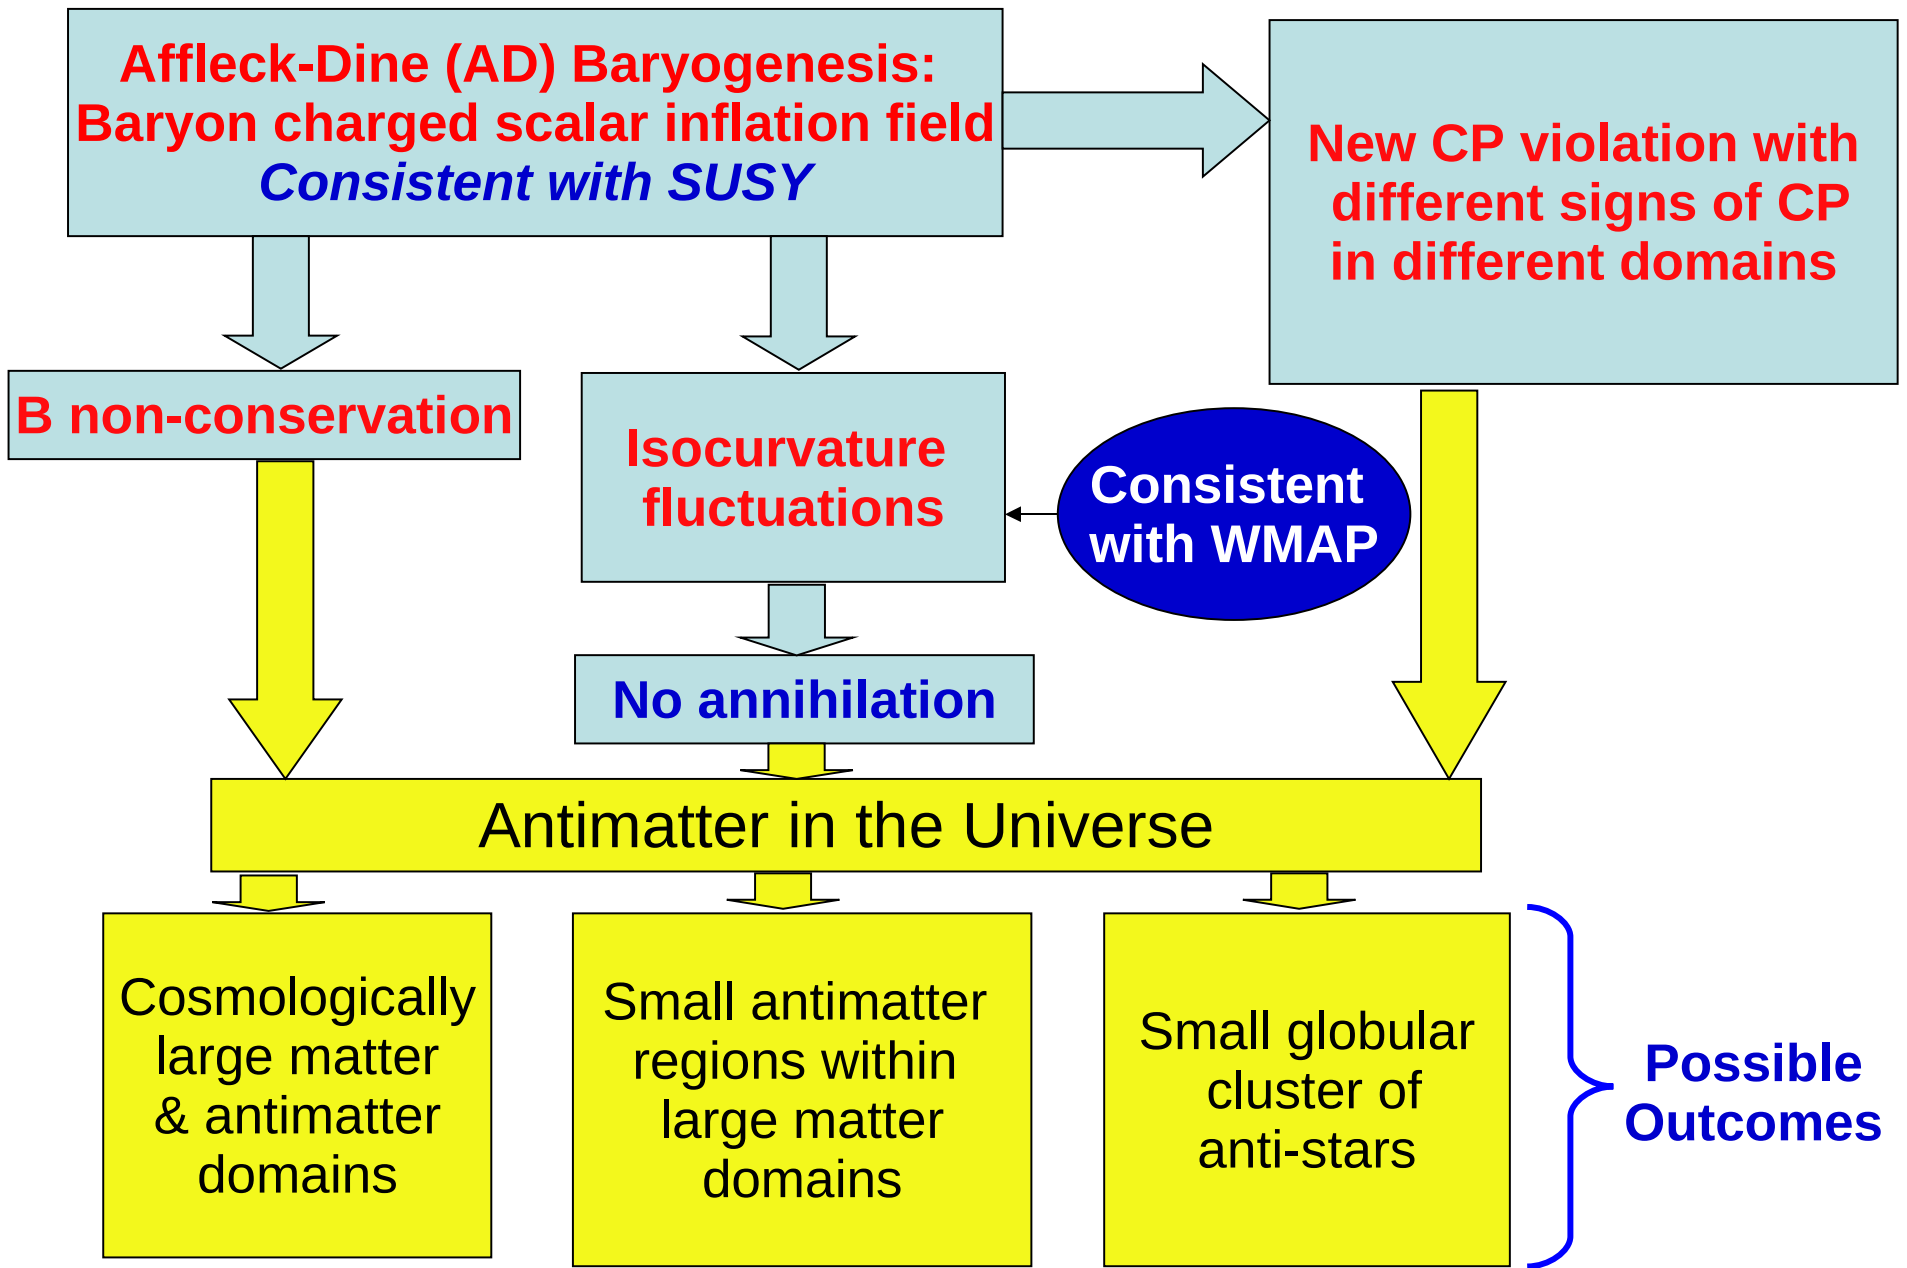 Affleck-Dine (AD) Baryogenesis:
Baryon charged scalar inflation field
Consistent with SUSY
New CP violation with
different signs of CP
in different domains
B non-conservation
Isocurvature
fluctuations
Consistent
with WMAP
No annihilation
Antimatter in the Universe
Cosmologically
large matter
& antimatter
domains
Small antimatter
regions within
large matter
domains
Small globular
cluster of
anti-stars
Possible
Outcomes